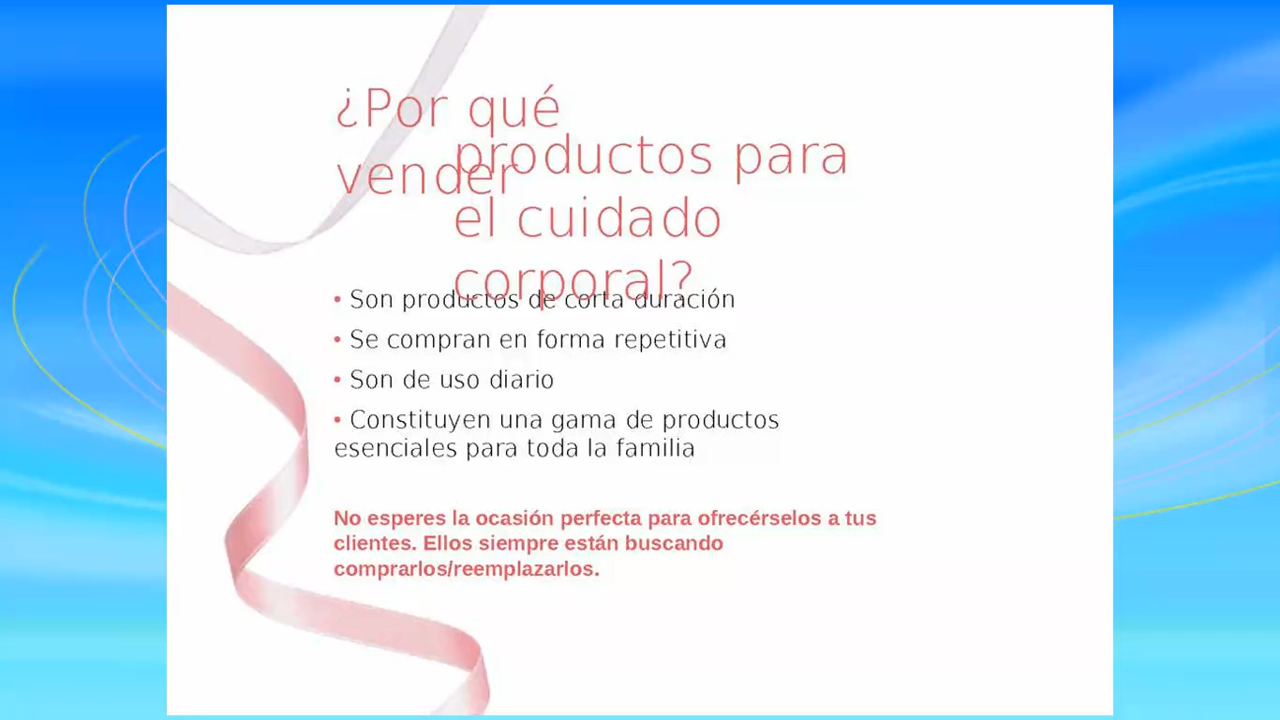 ¿Por qué
vender
productos para
el cuidado
corporal?
• Son productos de corta duración
• Se compran en forma repetitiva
• Son de uso diario
• Constituyen una gama de productos
esenciales para toda la familia
No esperes la ocasión perfecta para ofrecérselos a tus
clientes. Ellos siempre están buscando
comprarlos/reemplazarlos.